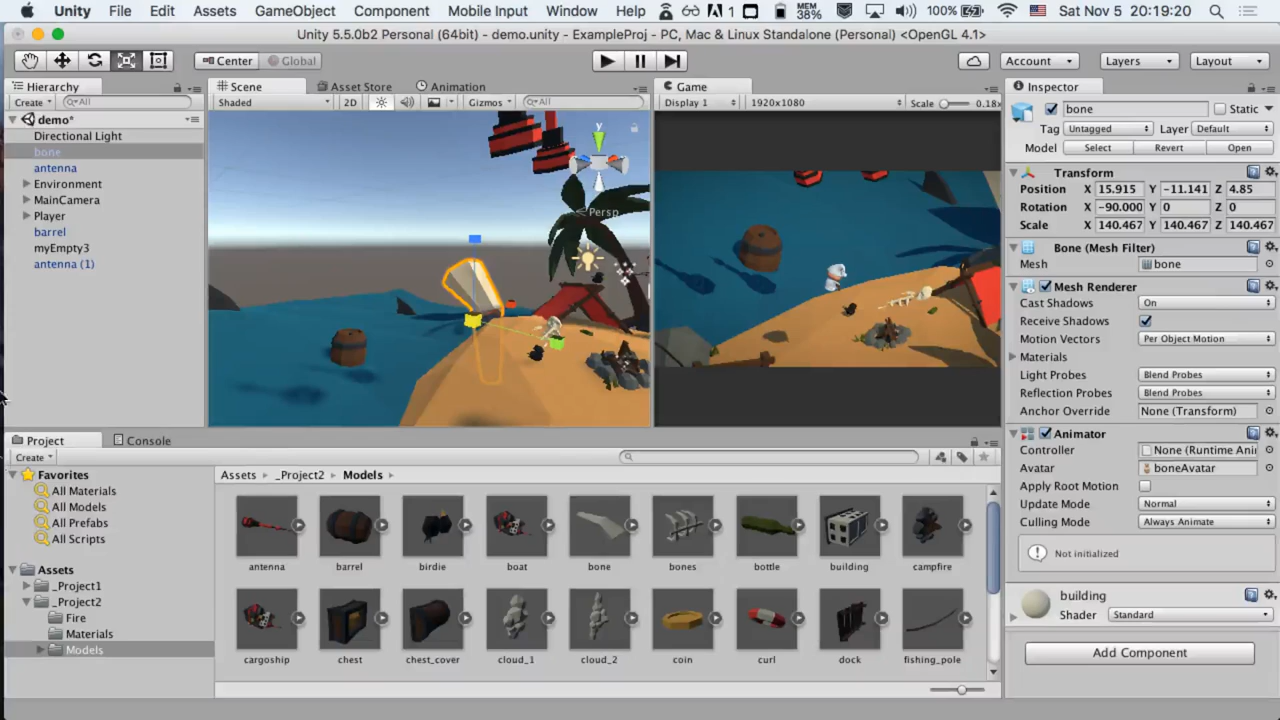 Unity File Edit Assets GameObject Component Mobile Input Window Help 1 MEM 38% 100% Sat Nov 5 20:19:20
Unity 5.5.0b2 Personal (64bit) - demo.unity - ExampleProj - PC, Mac & Linux Standalone (Personal) <OpenGL 4.1>
Center Global Account Layers Layout
Hierarchy Scene Asset Store Animation Game Inspector
Create All Shaded 2D Gizmos All Display 1 1920x1080 Scale 0.18x
demo*
Directional Light
bone
antenna
Environment
MainCamera
Player
barrel
myEmpty3
antenna (1)
y
Persp
bone Static
Tag Untagged Layer Default
Model Select Revert Open
Transform
Position X 15.915 Y -11.141 Z 4.85
Rotation X -90.000 Y 0 Z 0
Scale X 140.467 Y 140.467 Z 140.467
Bone (Mesh Filter)
Mesh bone
Mesh Renderer
Cast Shadows On
Receive Shadows
Motion Vectors Per Object Motion
Materials
Light Probes Blend Probes
Reflection Probes Blend Probes
Anchor Override None (Transform)
Animator
Controller None (Runtime Ani
Avatar boneAvatar
Apply Root Motion
Update Mode Normal
Culling Mode Always Animate
Not initialized
building
Shader Standard
Add Component
Project Console
Create
Favorites
All Materials
All Models
All Prefabs
All Scripts
Assets
_Project1
_Project2
Fire
Materials
Models
Assets _Project2 Models
antenna barrel birdie boat bone bones bottle building campfire
cargoship chest chest_cover cloud_1 cloud_2 coin curl dock fishing_pole